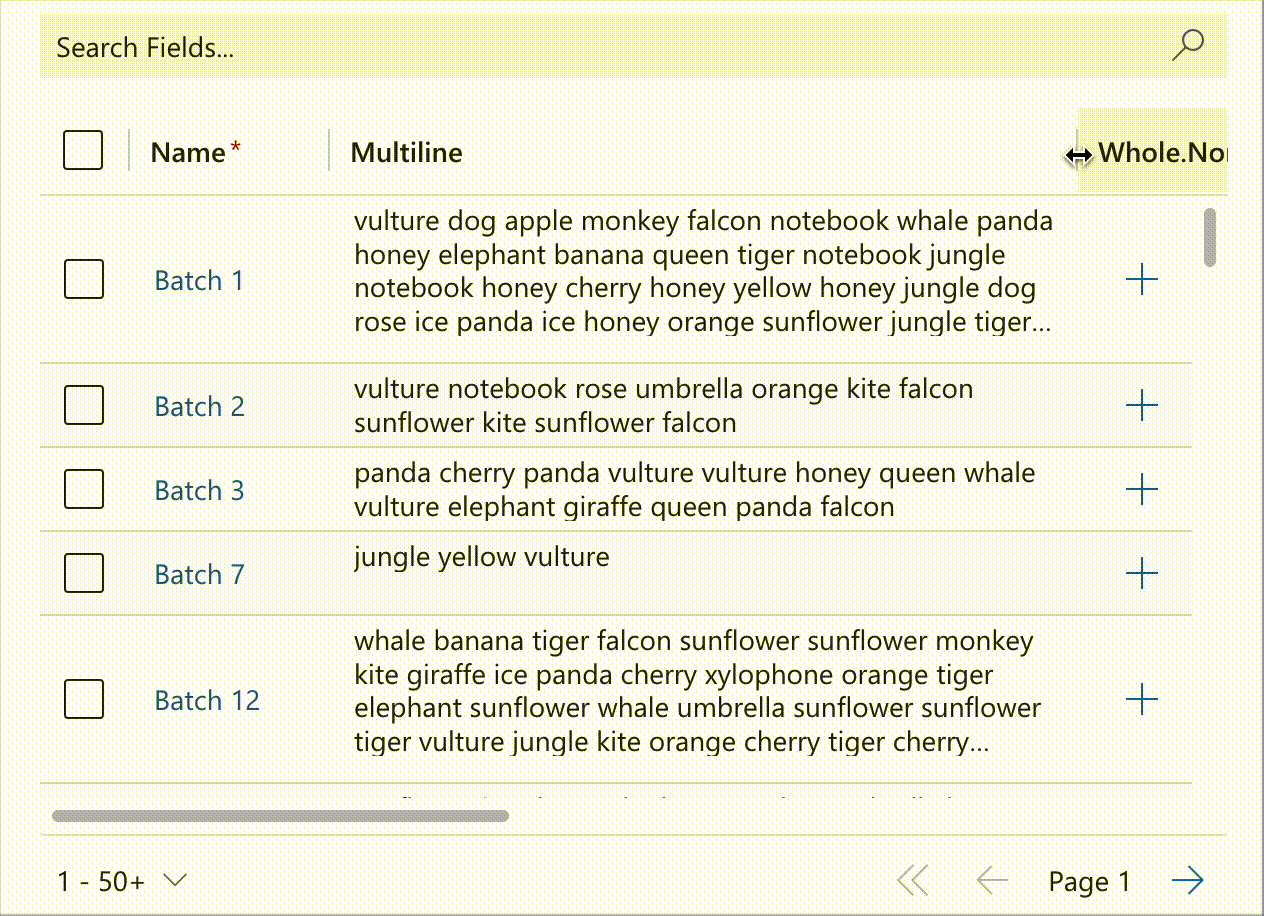 Search Fields...
Name* Multiline Whole.No
Batch 1
vulture dog apple monkey falcon notebook whale panda
honey elephant banana queen tiger notebook jungle
notebook honey cherry honey yellow honey jungle dog
rose ice panda ice honey orange sunflower jungle tiger...
Batch 2
vulture notebook rose umbrella orange kite falcon
sunflower kite sunflower falcon
Batch 3
panda cherry panda vulture vulture honey queen whale
vulture elephant giraffe queen panda falcon
Batch 7
jungle yellow vulture
Batch 12
whale banana tiger falcon sunflower sunflower monkey
kite giraffe ice panda cherry xylophone orange tiger
elephant sunflower whale umbrella sunflower sunflower
tiger vulture jungle kite orange cherry tiger cherry...
1 - 50+ Page 1